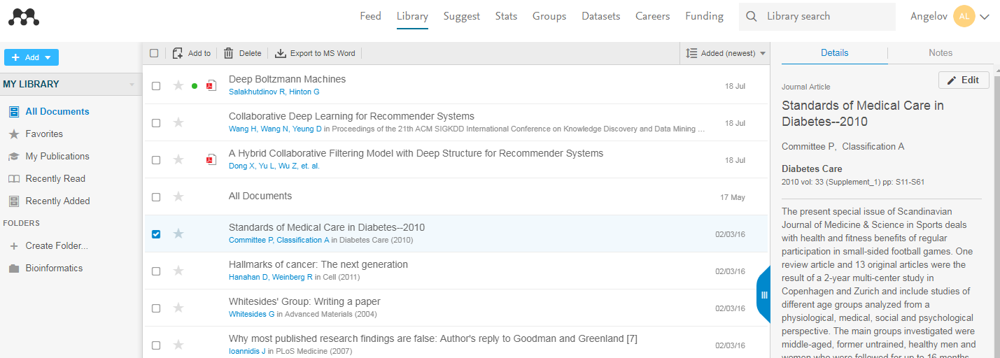 Feed Library Suggest Stats Groups Datasets Careers Funding Library search Angelov AL
Add
MY LIBRARY
All Documents
Favorites
My Publications
Recently Read
Recently Added
FOLDERS
Create Folder...
Bioinformatics
Add to Delete Export to MS Word Added (newest)
Deep Boltzmann Machines
Salakhutdinov R, Hinton G
18 Jul
Collaborative Deep Learning for Recommender Systems
Wang H, Wang N, Yeung D in Proceedings of the 21th ACM SIGKDD International Conference on Knowledge Discovery and Data Mining ...
18 Jul
A Hybrid Collaborative Filtering Model with Deep Structure for Recommender Systems
Dong X, Yu L, Wu Z, et. al.
18 Jul
All Documents
17 May
Standards of Medical Care in Diabetes--2010
Committee P, Classification A in Diabetes Care (2010)
02/03/16
Hallmarks of cancer: The next generation
Hanahan D, Weinberg R in Cell (2011)
02/03/16
Whitesides' Group: Writing a paper
Whitesides G in Advanced Materials (2004)
02/03/16
Why most published research findings are false: Author's reply to Goodman and Greenland [7]
Ioannidis J in PLoS Medicine (2007)
02/03/16
Details Notes
Edit
Journal Article
Standards of Medical Care in
Diabetes--2010
Committee P, Classification A
Diabetes Care
2010 vol: 33 (Supplement_1) pp: S11-S61
The present special issue of Scandinavian
Journal of Medicine & Science in Sports deals
with health and fitness benefits of regular
participation in small-sided football games. One
review article and 13 original articles were the
result of a 2-year multi-center study in
Copenhagen and Zurich and include studies of
different age groups analyzed from a
physiological, medical, social and psychological
perspective. The main groups investigated were
middle-aged, former untrained, healthy men and
women who were followed for up to 16 months